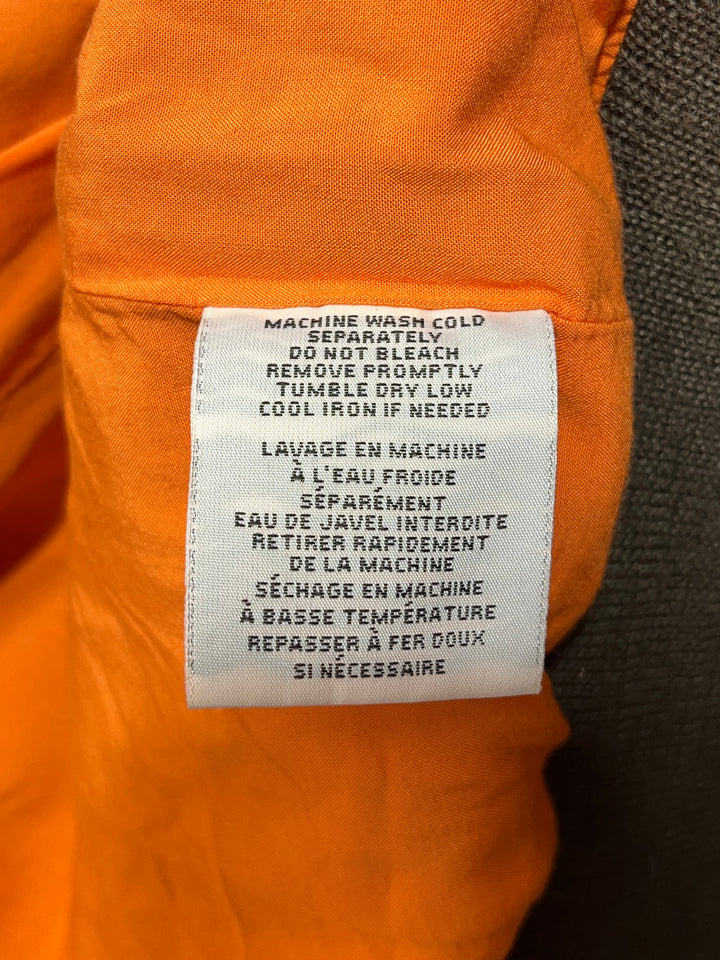 MACHINE WASH COLD
SEPARATELY
DO NOT BLEACH
REMOVE PROMPTLY
TUMBLE DRY LOW
COOL IRON IF NEEDED
LAVAGE EN MACHINE
À L'EAU FROIDE
SÉPARÉMENT
EAU DE JAVEL INTERDITE
RETIRER RAPIDEMENT
DE LA MACHINE
SÉCHAGE EN MACHINE
À BASSE TEMPÉRATURE
REPASSER À FER DOUX
SI NÉCESSAIRE